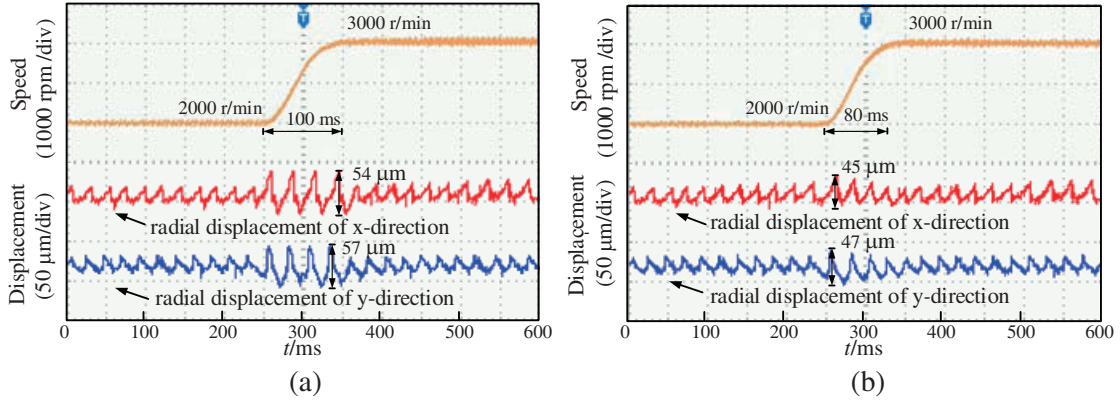 T
3000 r/min
2000 r/min
100 ms
Speed
(1000 rpm /div)
54 μm
radial displacement of x-direction
57 μm
radial displacement of y-direction
Displacement
(50 μm/div)
0 100 200 300 400 500 600
t/ms
(a)
T
3000 r/min
2000 r/min
80 ms
Speed
(1000 rpm /div)
45 μm
radial displacement of x-direction
47 μm
radial displacement of y-direction
Displacement
(50 μm/div)
0 100 200 300 400 500 600
t/ms
(b)